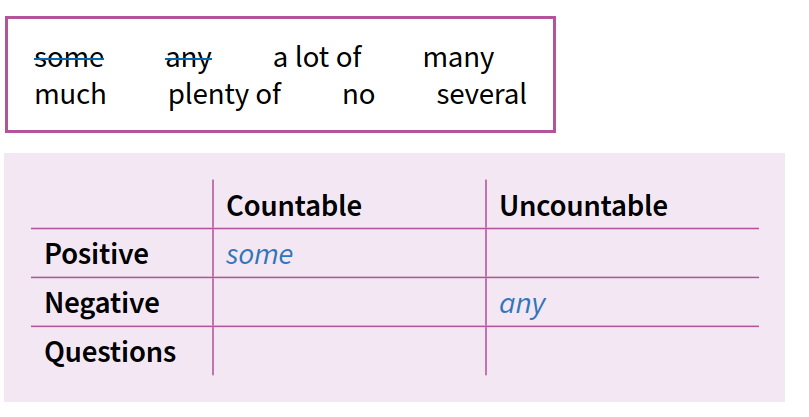 some any a lot of many
much plenty of no several
Countable Uncountable
Positive some
Negative any
Questions